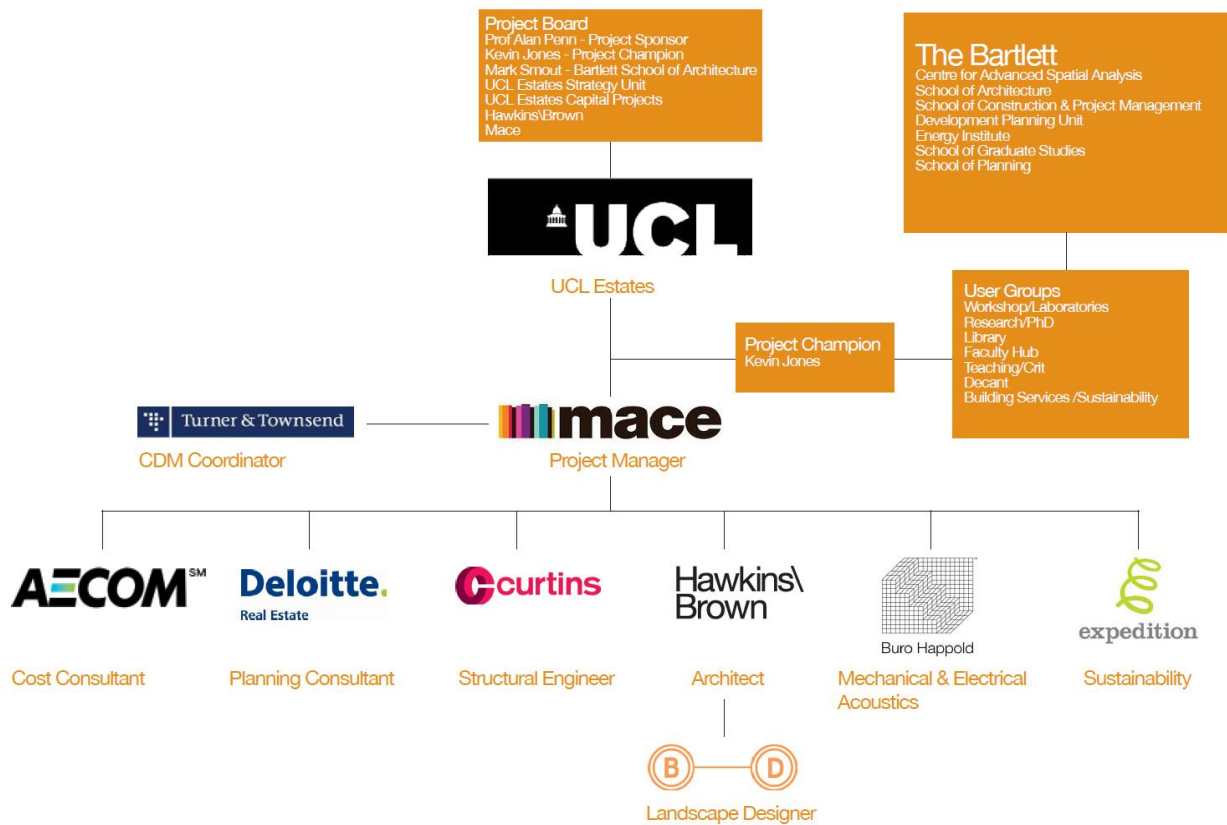 Project Board
Prof Alan Penn - Project Sponsor
Kevin Jones - Project Champion
Mark Smout - Bartlett School of Architecture
UCL Estates Strategy Unit
UCL Estates Capital Projects
Hawkins\Brown
Mace
The Bartlett
Centre for Advanced Spatial Analysis
School of Architecture
School of Construction & Project Management
Development Planning Unit
Energy Institute
School of Graduate Studies
School of Planning
UCL
UCL Estates
User Groups
Workshop/Laboratories
Research/PhD
Library
Faculty Hub
Teaching/Crit
Decant
Building Services /Sustainability
Project Champion
Kevin Jones
Turner & Townsend
CDM Coordinator
mace
Project Manager
AECOM SM
Cost Consultant
Deloitte.
Real Estate
Planning Consultant
curtins
Structural Engineer
Hawkins\
Brown
Architect
Buro Happold
Mechanical & Electrical
Acoustics
expedition
Sustainability
B D
Landscape Designer